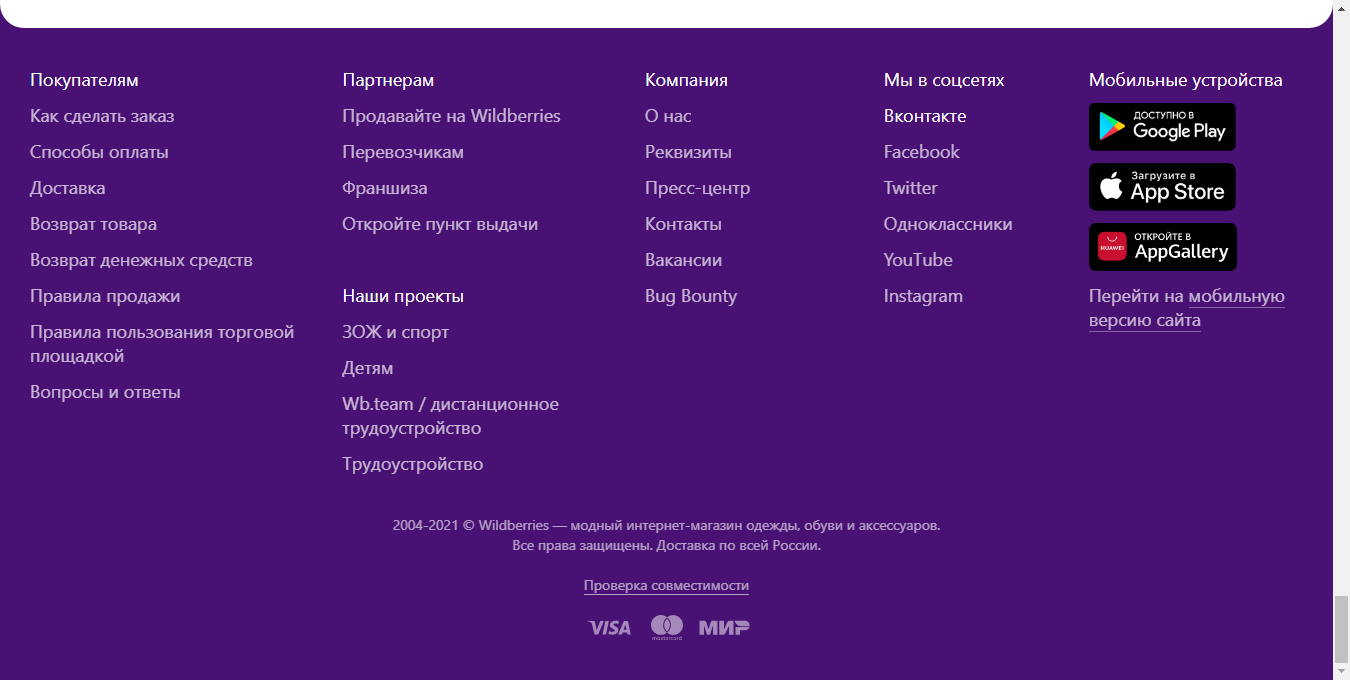 Покупателям
Как сделать заказ
Способы оплаты
Доставка
Возврат товара
Возврат денежных средств
Правила продажи
Правила пользования торговой
площадкой
Вопросы и ответы
Партнерам
Продавайте на Wildberries
Перевозчикам
Франшиза
Откройте пункт выдачи
Наши проекты
ЗОЖ и спорт
Детям
Wb.team / дистанционное
трудоустройство
Трудоустройство
Компания
О нас
Реквизиты
Пресс-центр
Контакты
Вакансии
Bug Bounty
Мы в соцсетях
Вконтакте
Facebook
Twitter
Одноклассники
YouTube
Instagram
Мобильные устройства
ДОСТУПНО В
Google Play
Загрузите в
App Store
HUAWEI
ОТКРОЙТЕ В
AppGallery
Перейти на мобильную
версию сайта
2004-2021 © Wildberries — модный интернет-магазин одежды, обуви и аксессуаров.
Все права защищены. Доставка по всей России.
Проверка совместимости
VISA
mastercard
МИР